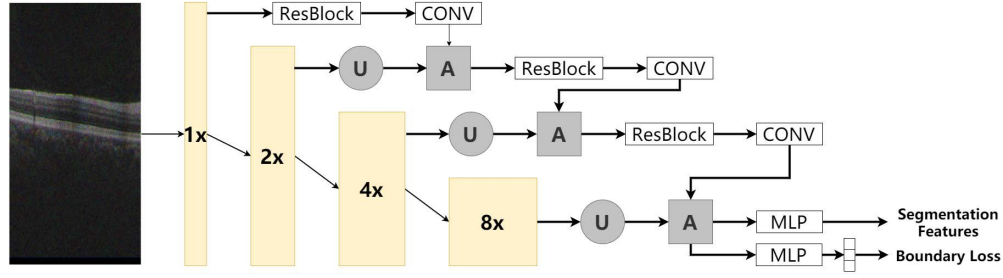 ResBlock CONV
U A ResBlock CONV
1x 2x U A ResBlock CONV
4x
8x U A MLP Segmentation Features
MLP Boundary Loss